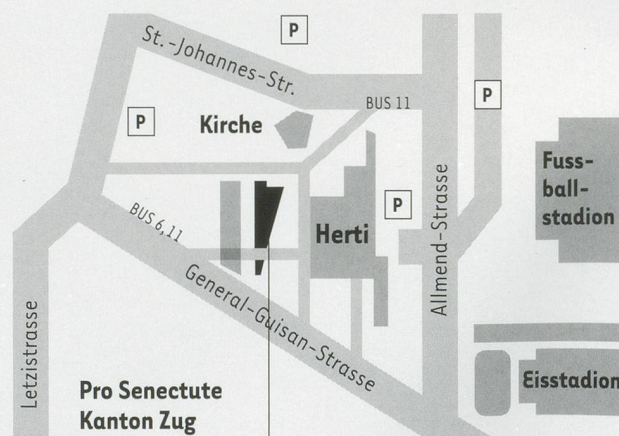 P
St.-Johannes-Str.
P
BUS 11
P
Kirche
Fuss-
ball-
stadion
P
BUS 6,11
Herti
Allmend-Strasse
General-Guisan-Strasse
Letzistrasse
Eisstadion
Pro Senectute
Kanton Zug